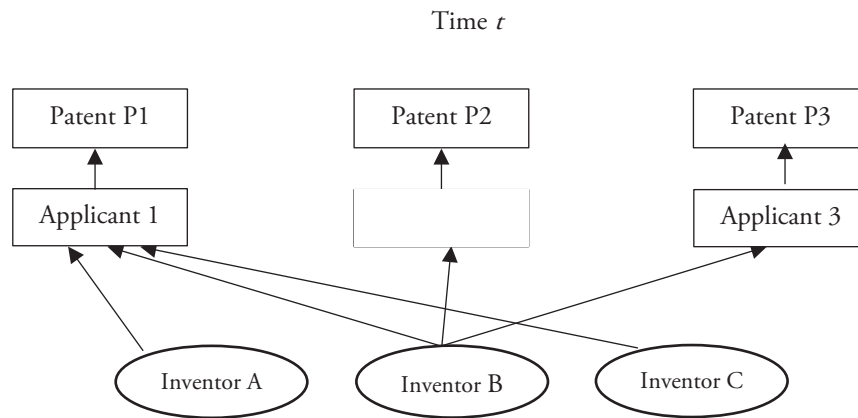 Time t
Patent P1
Patent P2
Patent P3
Applicant 1
Applicant 3
Inventor A
Inventor B
Inventor C